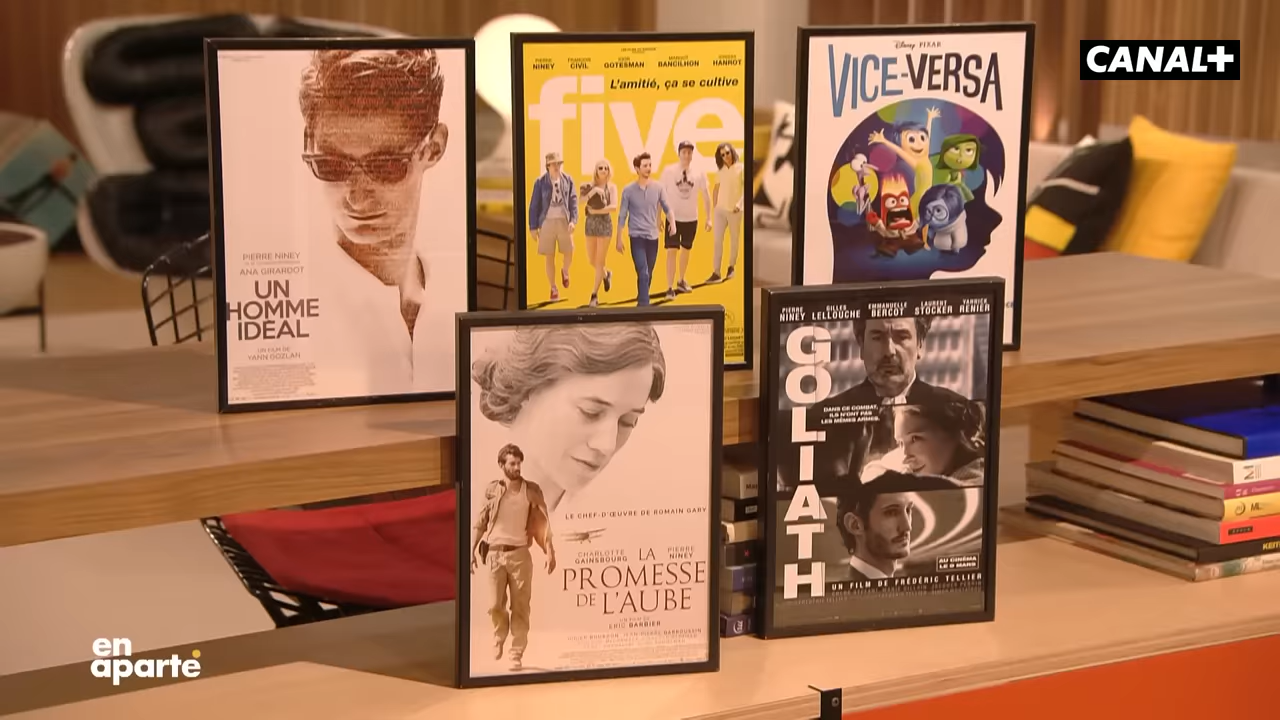 CANAL+
PIERRE NINEY
ANA GIRARDOT
UN
HOMME
IDÉAL
UN FILM DE
YANN GOZLAN
PIERRE NINEY
FRANÇOIS CIVIL
IGOR GOTESMAN
MARGOT BANCILHON
IDRISSA HANROT
L'amitié, ça se cultive
five
Disney PIXAR
VICE-VERSA
LE CHEF-D'ŒUVRE DE ROMAIN GARY
CHARLOTTE GAINSBOURG
PIERRE NINEY
LA
PROMESSE
DE L'AUBE
UN FILM DE
ERIC BARBIER
PIERRE NINEY
GILLES LELLOUCHE
EMMANUELLE BERCOT
LAURENT STOCKER
YANNICK RENIER
GOLIATH
DANS CE COMBAT,
ILS N'ONT PAS
LES MÊMES ARMES.
AU CINÉMA
LE 9 MARS
UN FILM DE FRÉDÉRIC TELLIER
en
aparté